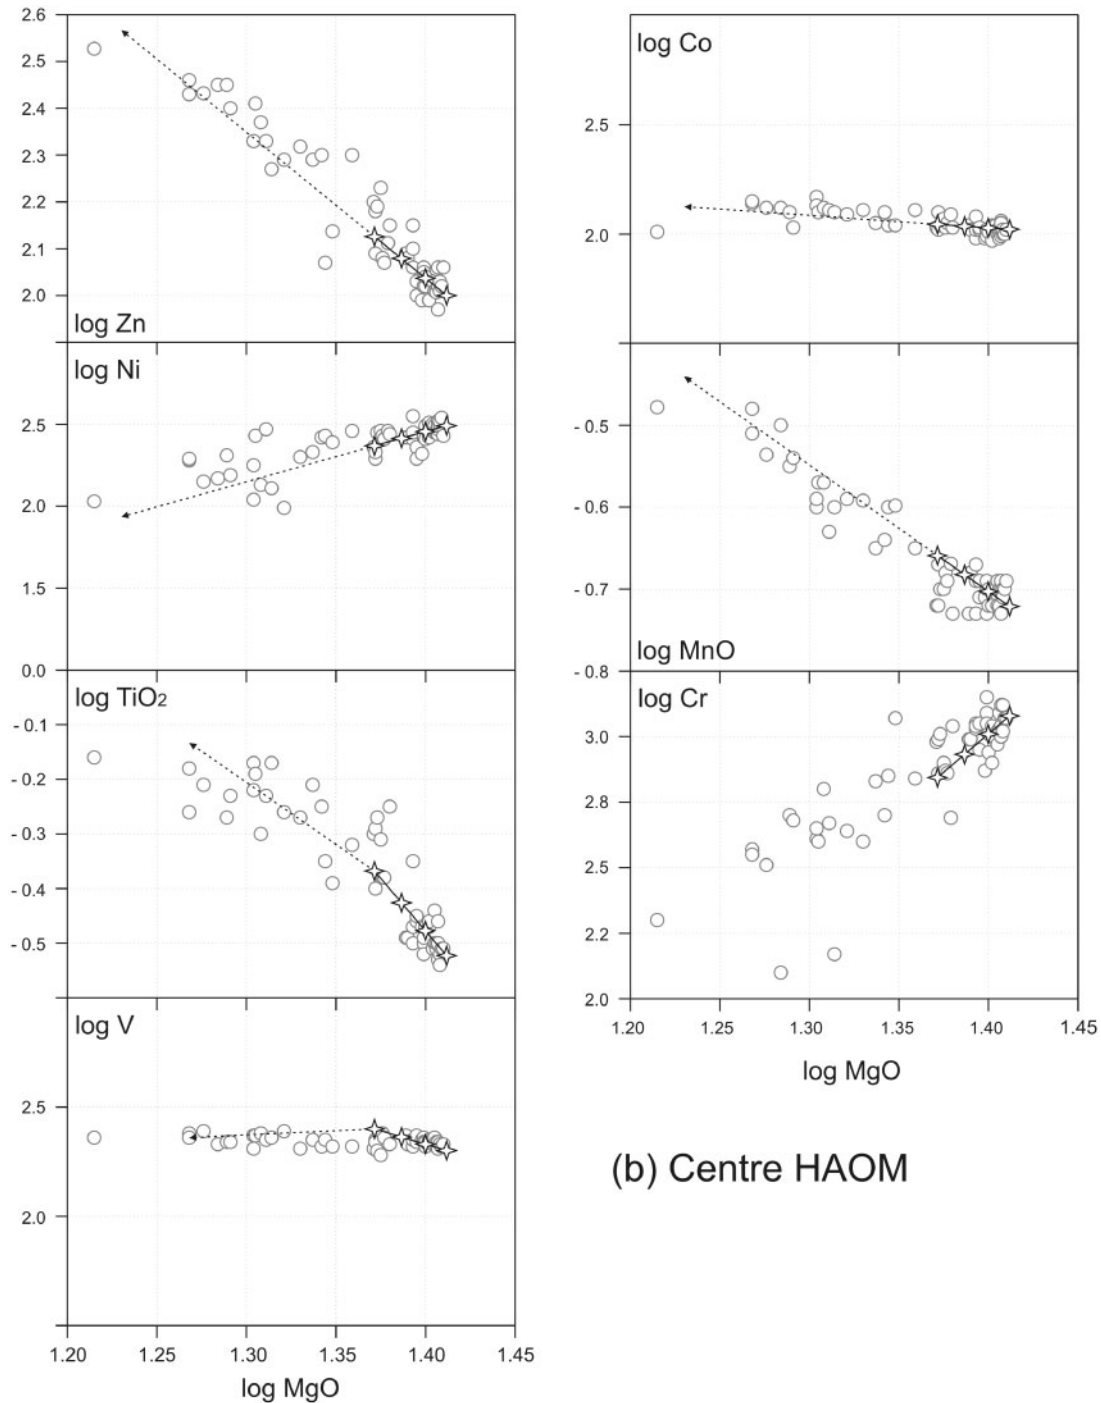 2.6
2.5
2.4
2.3
2.2
2.1
2.0
log Zn
log Ni
2.5
2.0
1.5
0.0
log TiO2
- 0.1
- 0.2
- 0.3
- 0.4
- 0.5
log V
2.5
2.0
1.20 1.25 1.30 1.35 1.40 1.45
log MgO
log Co
2.5
2.0
- 0.5
- 0.6
- 0.7
log MnO
- 0.8
log Cr
3.0
2.8
2.5
2.2
2.0
1.20 1.25 1.30 1.35 1.40 1.45
log MgO
(b) Centre HAOM